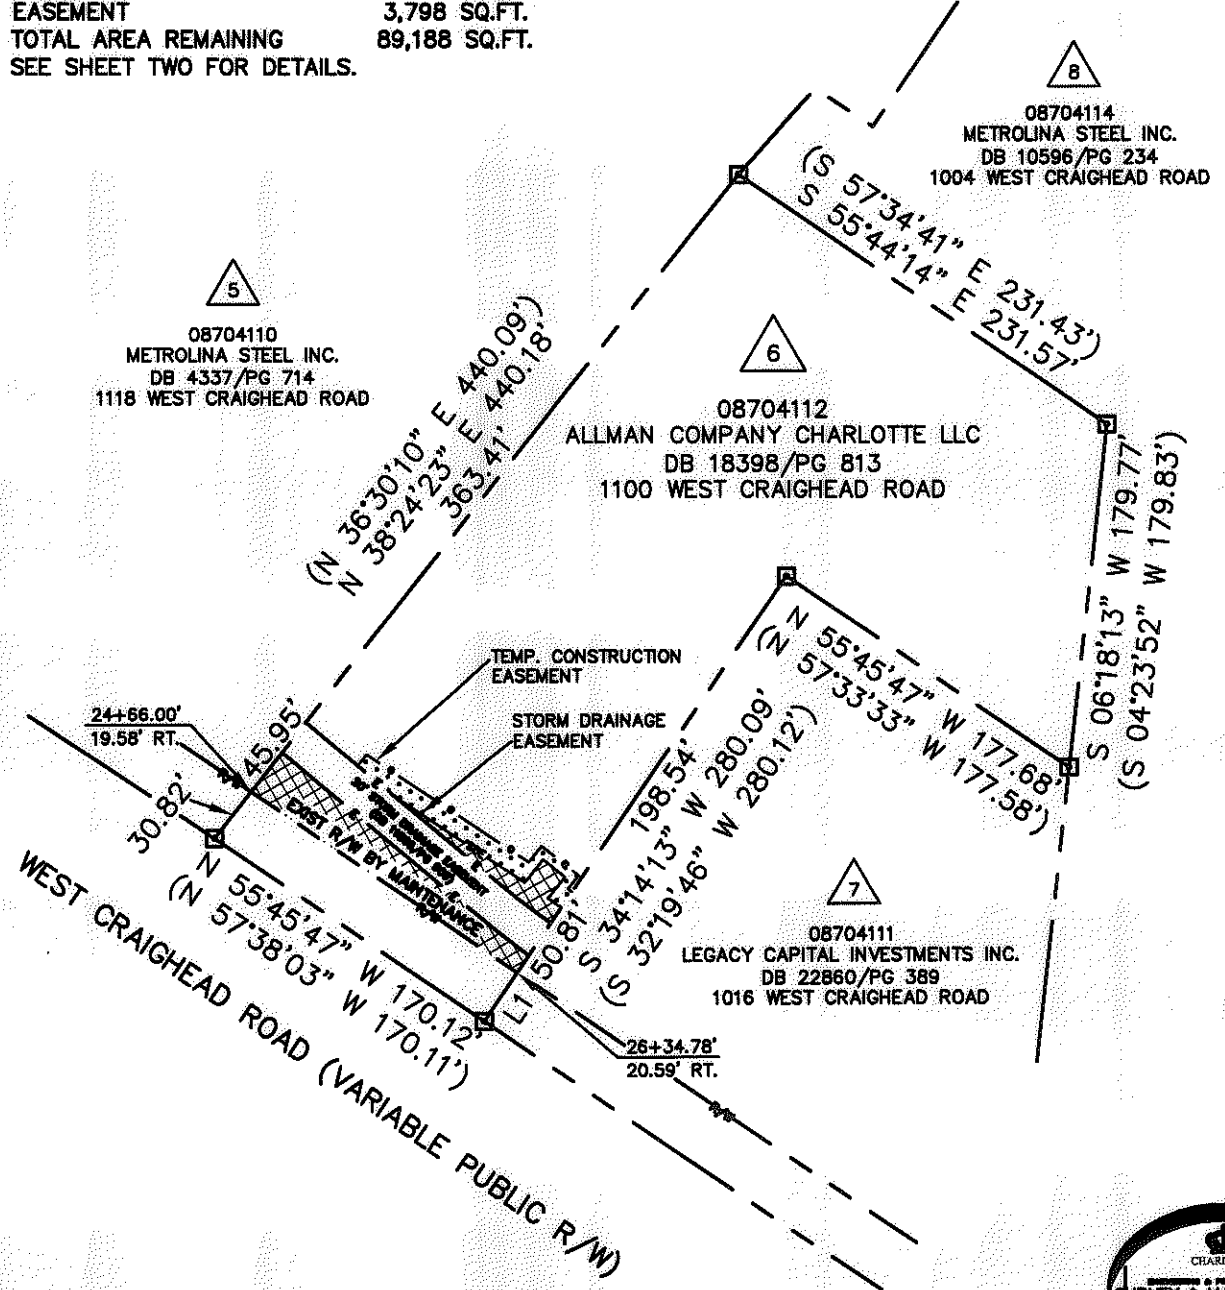 EASEMENT 3,798 SQ.FT.
TOTAL AREA REMAINING 89,188 SQ.FT.
SEE SHEET TWO FOR DETAILS.
8
08704114
METROLINA STEEL INC.
DB 10596/PG 234
1004 WEST CRAIGHEAD ROAD
(S 57°34'41" E 231.43')
S 55°44'14" E 231.57'
5
08704110
METROLINA STEEL INC.
DB 4337/PG 714
1118 WEST CRAIGHEAD ROAD
(N 36°30'10" E 440.09')
N 38°24'23" E 440.18'
363.41'
6
08704112
ALLMAN COMPANY CHARLOTTE LLC
DB 18398/PG 813
1100 WEST CRAIGHEAD ROAD
S 06°18'13" W 179.77'
(S 04°23'52" W 179.83')
N 55°45'47" W 177.68'
(N 57°33'33" W 177.58')
TEMP. CONSTRUCTION
EASEMENT
STORM DRAINAGE
EASEMENT
24+66.00'
19.58' RT.
45.95'
30.82'
R/W
EXIST R/W BY MAINTENANCE
R/W
198.54'
S 34°14'13" W 280.09'
(S 32°19'46" W 280.12')
50.81'
L1
N 55°45'47" W 170.12'
(N 57°38'03" W 170.11')
7
08704111
LEGACY CAPITAL INVESTMENTS INC.
DB 22860/PG 389
1016 WEST CRAIGHEAD ROAD
26+34.78'
20.59' RT.
R/W
WEST CRAIGHEAD ROAD (VARIABLE PUBLIC R/W)